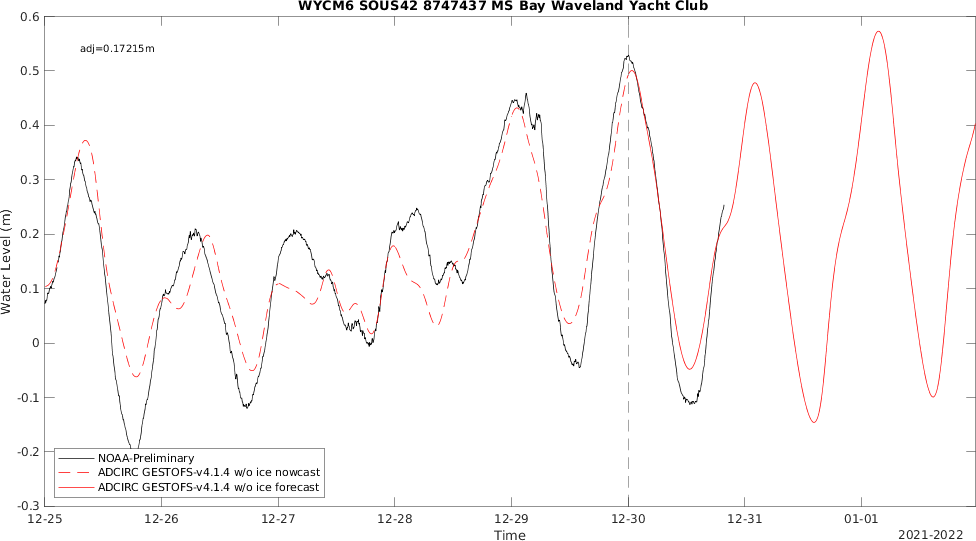 WYCM6 SOUS42 8747437 MS Bay Waveland Yacht Club
adj=0.17215m
Water Level (m)
0.6
0.5
0.4
0.3
0.2
0.1
0
-0.1
-0.2
-0.3
NOAA-Preliminary
ADCIRC GESTOFS-v4.1.4 w/o ice nowcast
ADCIRC GESTOFS-v4.1.4 w/o ice forecast
12-25 12-26 12-27 12-28 12-29 12-30 12-31 01-01
Time
2021-2022